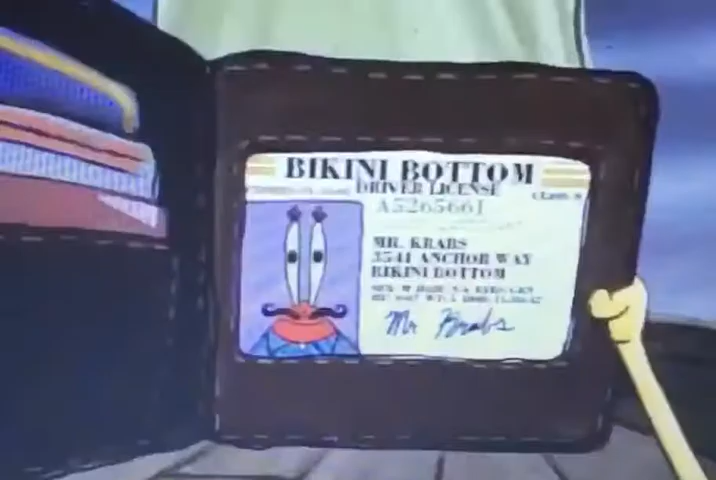 BIKINI BOTTOM
DRIVER LICENSE
A5265661
MR. KRABS
3541 ANCHOR WAY
BIKINI BOTTOM
Mr Krabs